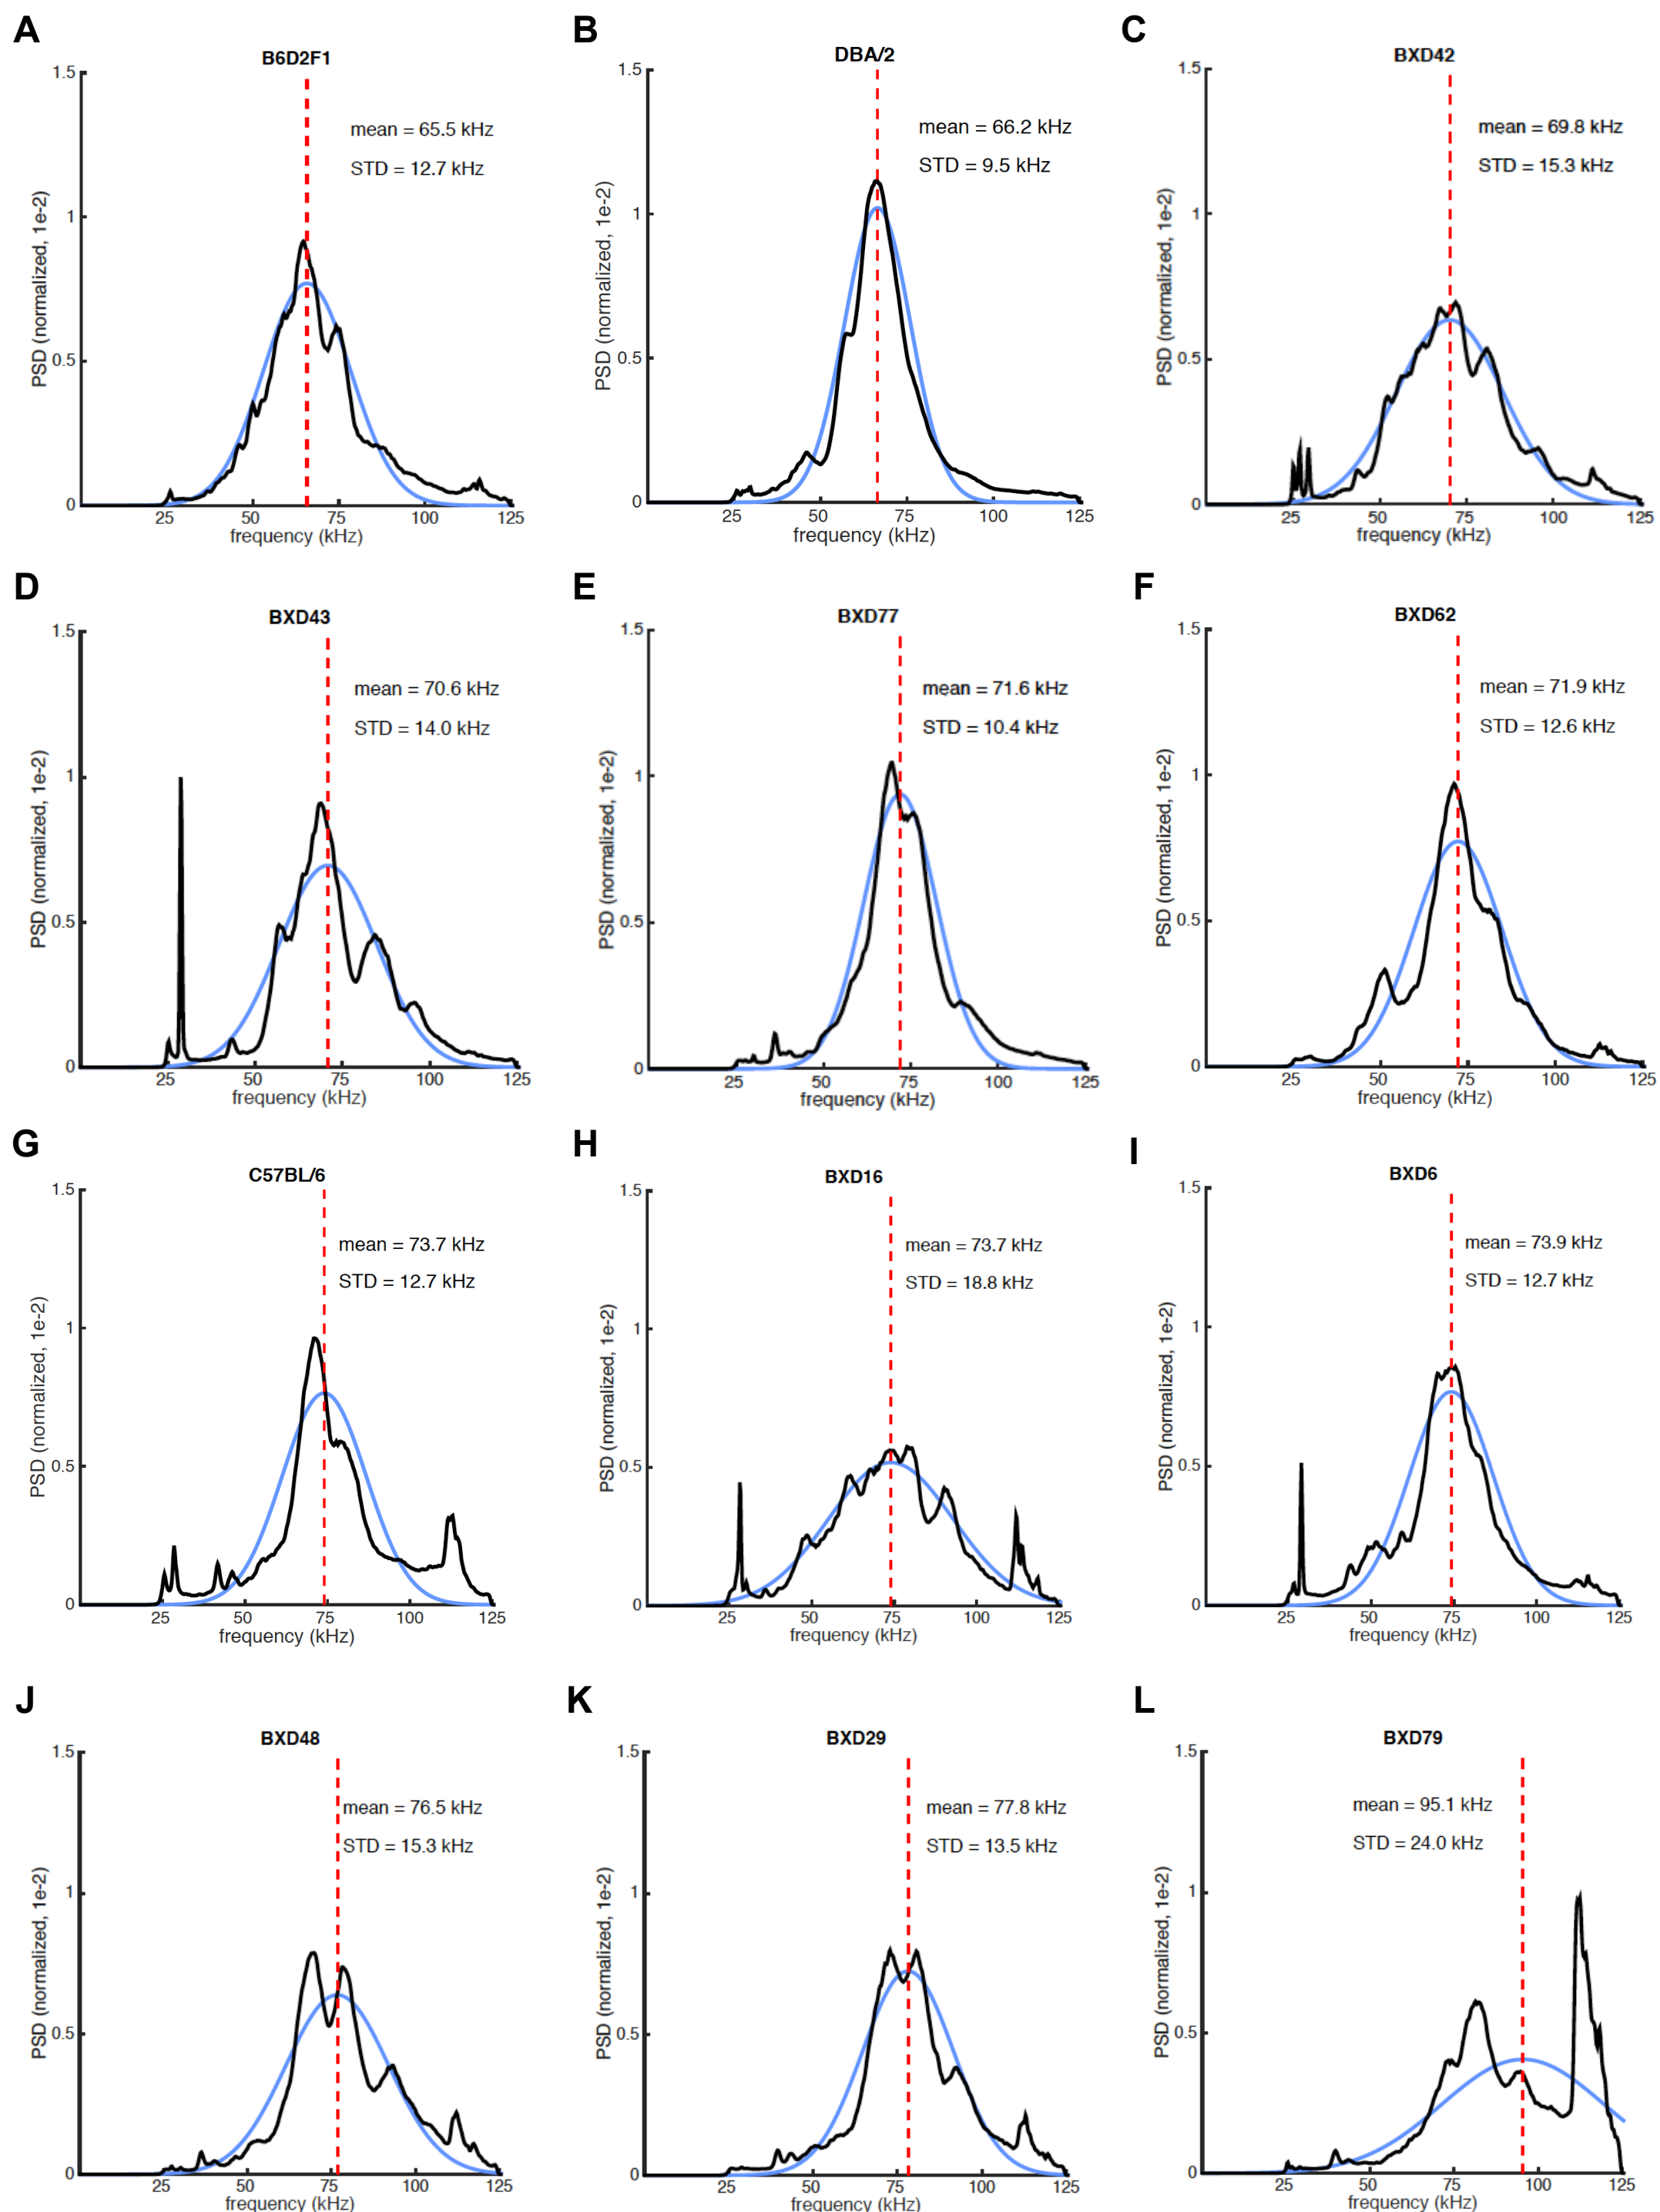 A
B6D2F1
mean = 65.5 kHz
STD = 12.7 kHz
PSD (normalized, 1e-2)
1.5
1
0.5
0
25 50 75 100 125
frequency (kHz)
B
DBA/2
mean = 66.2 kHz
STD = 9.5 kHz
PSD (normalized, 1e-2)
1.5
1
0.5
0
25 50 75 100 125
frequency (kHz)
C
BXD42
mean = 69.8 kHz
STD = 15.3 kHz
PSD (normalized, 1e-2)
1.5
1
0.5
0
25 50 75 100 125
frequency (kHz)
D
BXD43
mean = 70.6 kHz
STD = 14.0 kHz
PSD (normalized, 1e-2)
1.5
1
0.5
0
25 50 75 100 125
frequency (kHz)
E
BXD77
mean = 71.6 kHz
STD = 10.4 kHz
PSD (normalized, 1e-2)
1.5
1
0.5
0
25 50 75 100 125
frequency (kHz)
F
BXD62
mean = 71.9 kHz
STD = 12.6 kHz
PSD (normalized, 1e-2)
1.5
1
0.5
0
25 50 75 100 125
frequency (kHz)
G
C57BL/6
mean = 73.7 kHz
STD = 12.7 kHz
PSD (normalized, 1e-2)
1.5
1
0.5
0
25 50 75 100 125
frequency (kHz)
H
BXD16
mean = 73.7 kHz
STD = 18.8 kHz
PSD (normalized, 1e-2)
1.5
1
0.5
0
25 50 75 100 125
frequency (kHz)
I
BXD6
mean = 73.9 kHz
STD = 12.7 kHz
PSD (normalized, 1e-2)
1.5
1
0.5
0
25 50 75 100 125
frequency (kHz)
J
BXD48
mean = 76.5 kHz
STD = 15.3 kHz
PSD (normalized, 1e-2)
1.5
1
0.5
0
25 50 75 100 125
frequency (kHz)
K
BXD29
mean = 77.8 kHz
STD = 13.5 kHz
PSD (normalized, 1e-2)
1.5
1
0.5
0
25 50 75 100 125
frequency (kHz)
L
BXD79
mean = 95.1 kHz
STD = 24.0 kHz
PSD (normalized, 1e-2)
1.5
1
0.5
0
25 50 75 100 125
frequency (kHz)